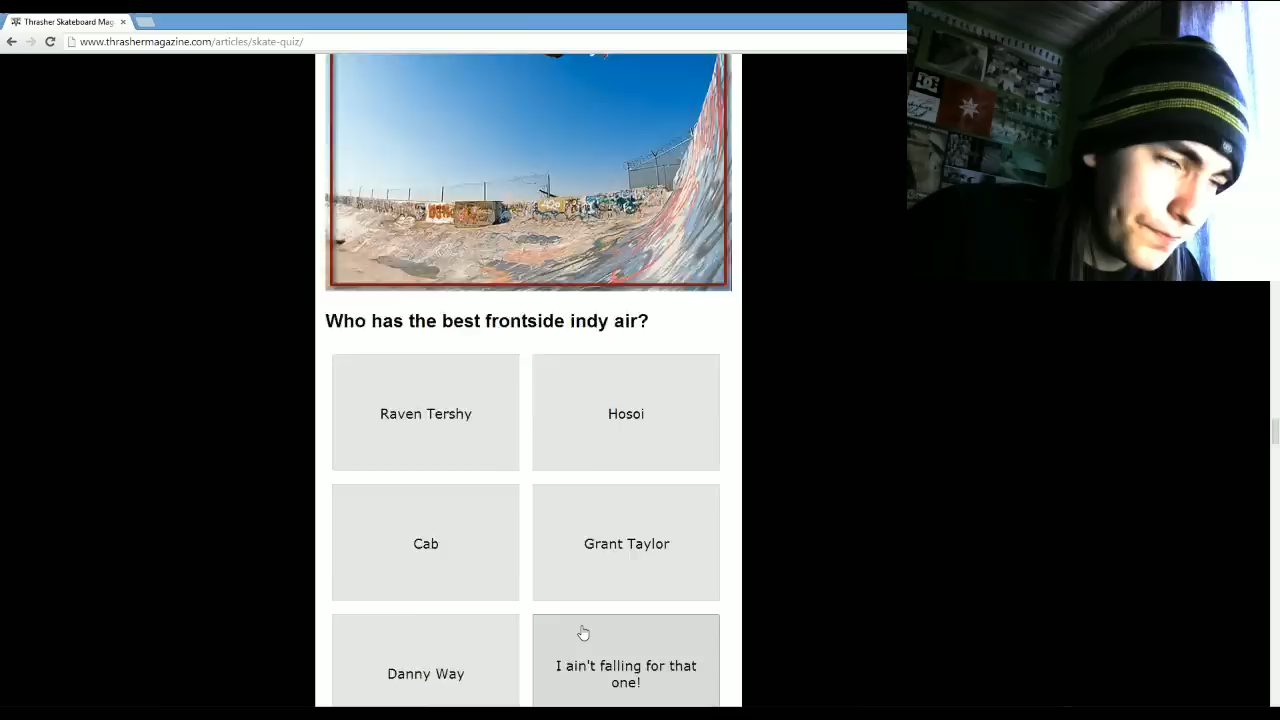 Thrasher Skateboard Mag
www.thrashermagazine.com/articles/skate-quiz/
Who has the best frontside indy air?
Raven Tershy
Hosoi
Cab
Grant Taylor
Danny Way
I ain't falling for that
one!
DC